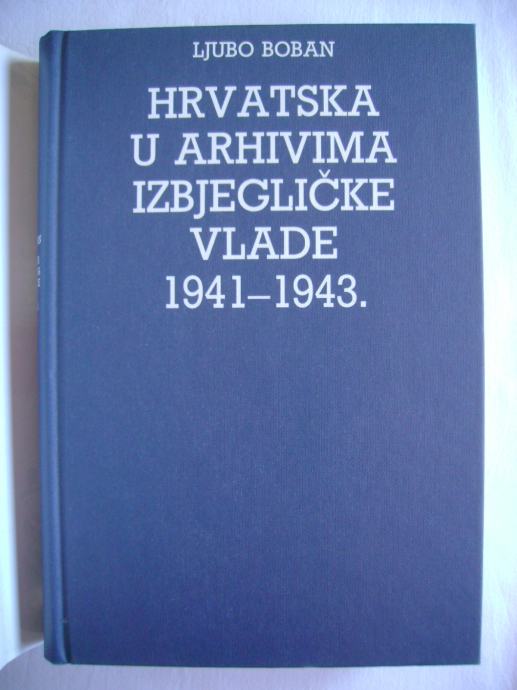 LJUBO BOBAN
HRVATSKA
U ARHIVIMA
IZBJEGLIČKE
VLADE
1941–1943.